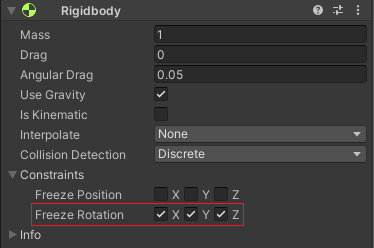 Rigidbody
Mass 1
Drag 0
Angular Drag 0.05
Use Gravity
Is Kinematic
Interpolate None
Collision Detection Discrete
Constraints
Freeze Position X Y Z
Freeze Rotation X Y Z
Info